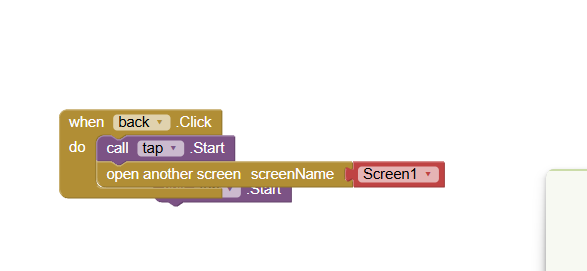 when back .Click
do call tap .Start
open another screen screenName Screen1
.Start